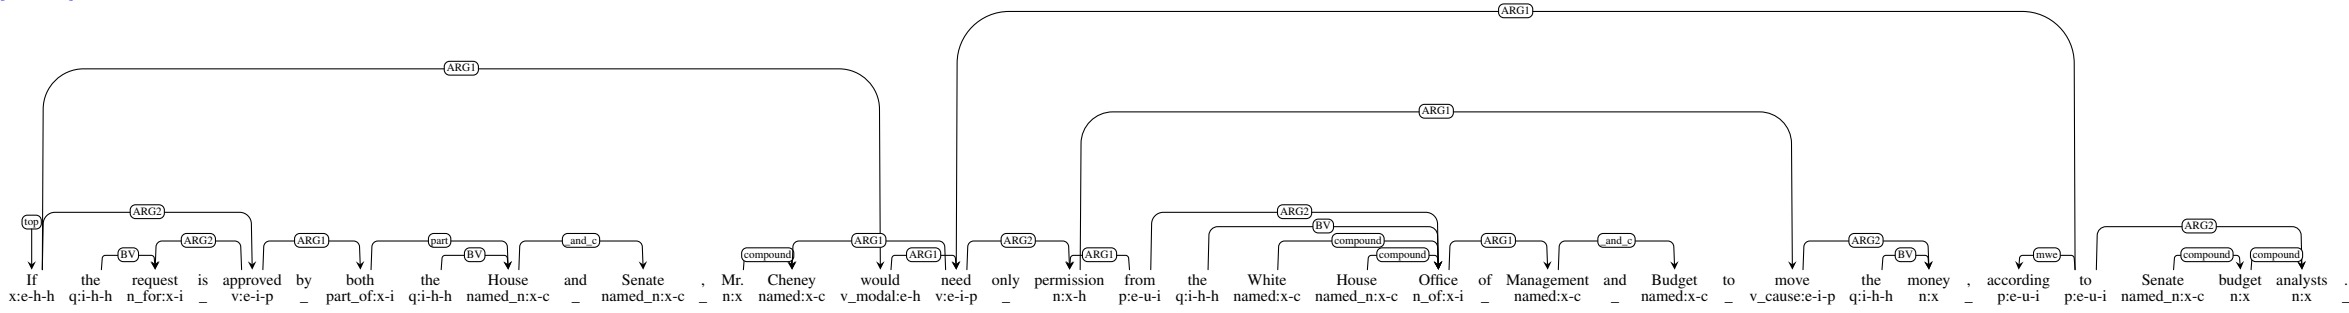 ARG1
ARG1
ARG1
top ARG2 ARG2 BV ARG2
BV ARG2 ARG1 part BV _and_c compound ARG1 ARG1 ARG2 ARG1 compound compound ARG1 _and_c ARG2 BV mwe compound compound
If the request is approved by both the House and Senate , Mr. Cheney would need only permission from the White House Office of Management and Budget to move the money , according to Senate budget analysts .
x:e-h-h q:i-h-h n_for:x-i _ v:e-i-p _ part_of:x-i q:i-h-h named_n:x-c _ named_n:x-c _ n:x named:x-c v_modal:e-h v:e-i-p _ n:x-h p:e-u-i q:i-h-h named:x-c named_n:x-c n_of:x-i _ named:x-c _ named:x-c _ v_cause:e-i-p q:i-h-h n:x _ p:e-u-i p:e-u-i named_n:x-c n:x n:x _